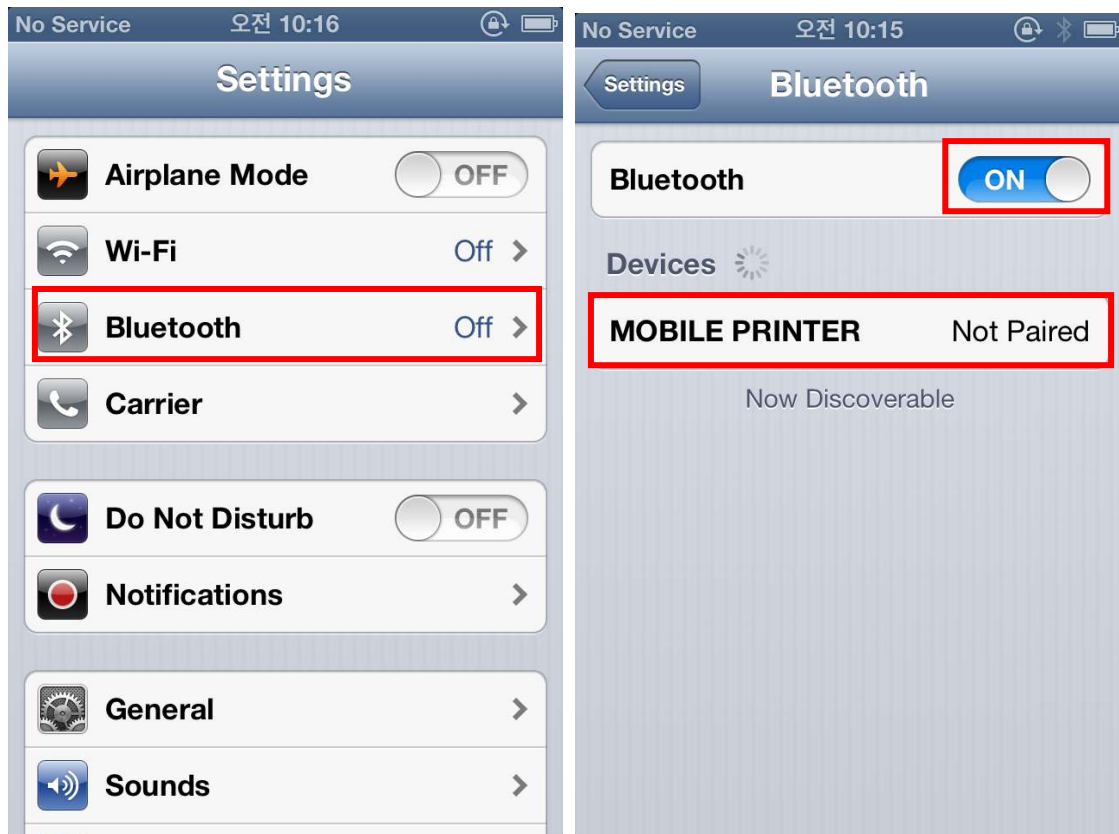 No Service 오전 10:16
Settings
Airplane Mode OFF
Wi-Fi Off
Bluetooth Off
Carrier
Do Not Disturb OFF
Notifications
General
Sounds
No Service 오전 10:15
Settings Bluetooth
Bluetooth ON
Devices
MOBILE PRINTER Not Paired
Now Discoverable